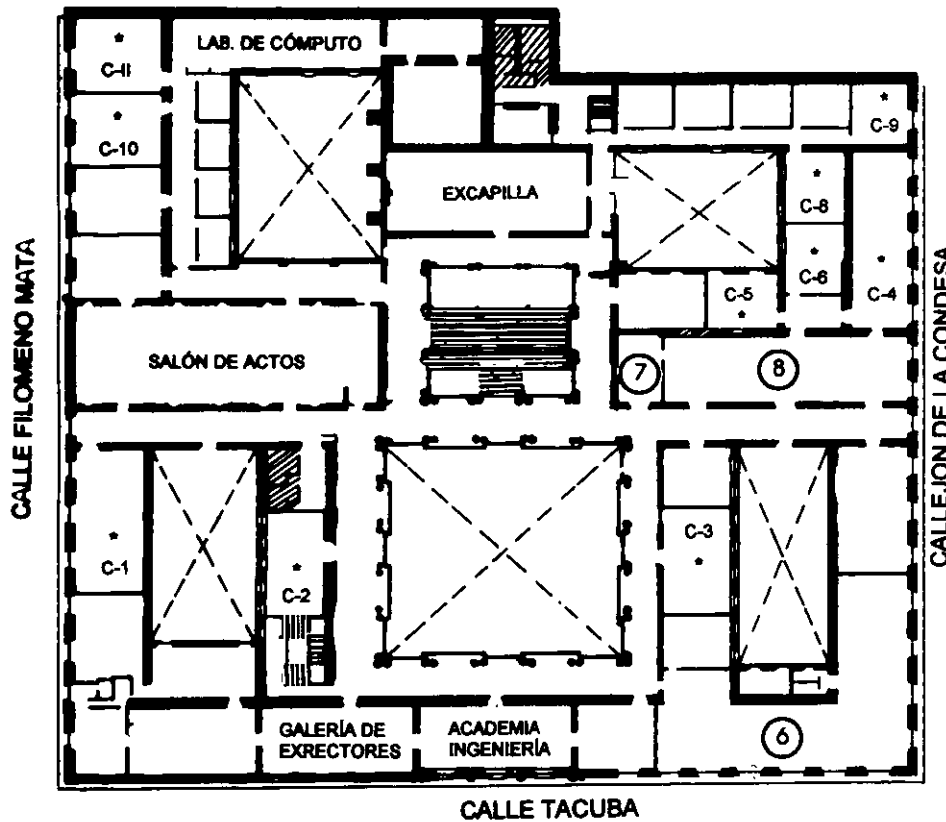 LAB. DE CÓMPUTO
*
C-11
*
C-10
*
C-9
EXCAPILLA
*
C-8
*
C-6
*
C-4
C-5
*
CALLE FILOMENO MATA
SALÓN DE ACTOS
7
8
CALLEJON DE LA CONDESA
*
C-1
*
C-2
C-3
*
GALERÍA DE
EXRECTORES
ACADEMIA
INGENIERÍA
6
CALLE TACUBA